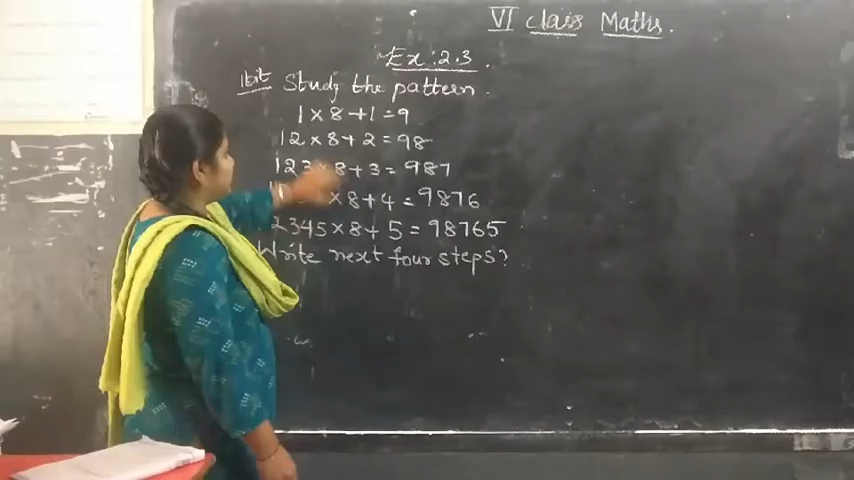 VI class Maths.
Ex: 2.3.
1bit Study the pattern.
1 × 8 + 1 = 9
12 × 8 + 2 = 98
123 × 8 + 3 = 987
× 8 + 4 = 9876
2345 × 8 + 5 = 98765
Write next four steps?